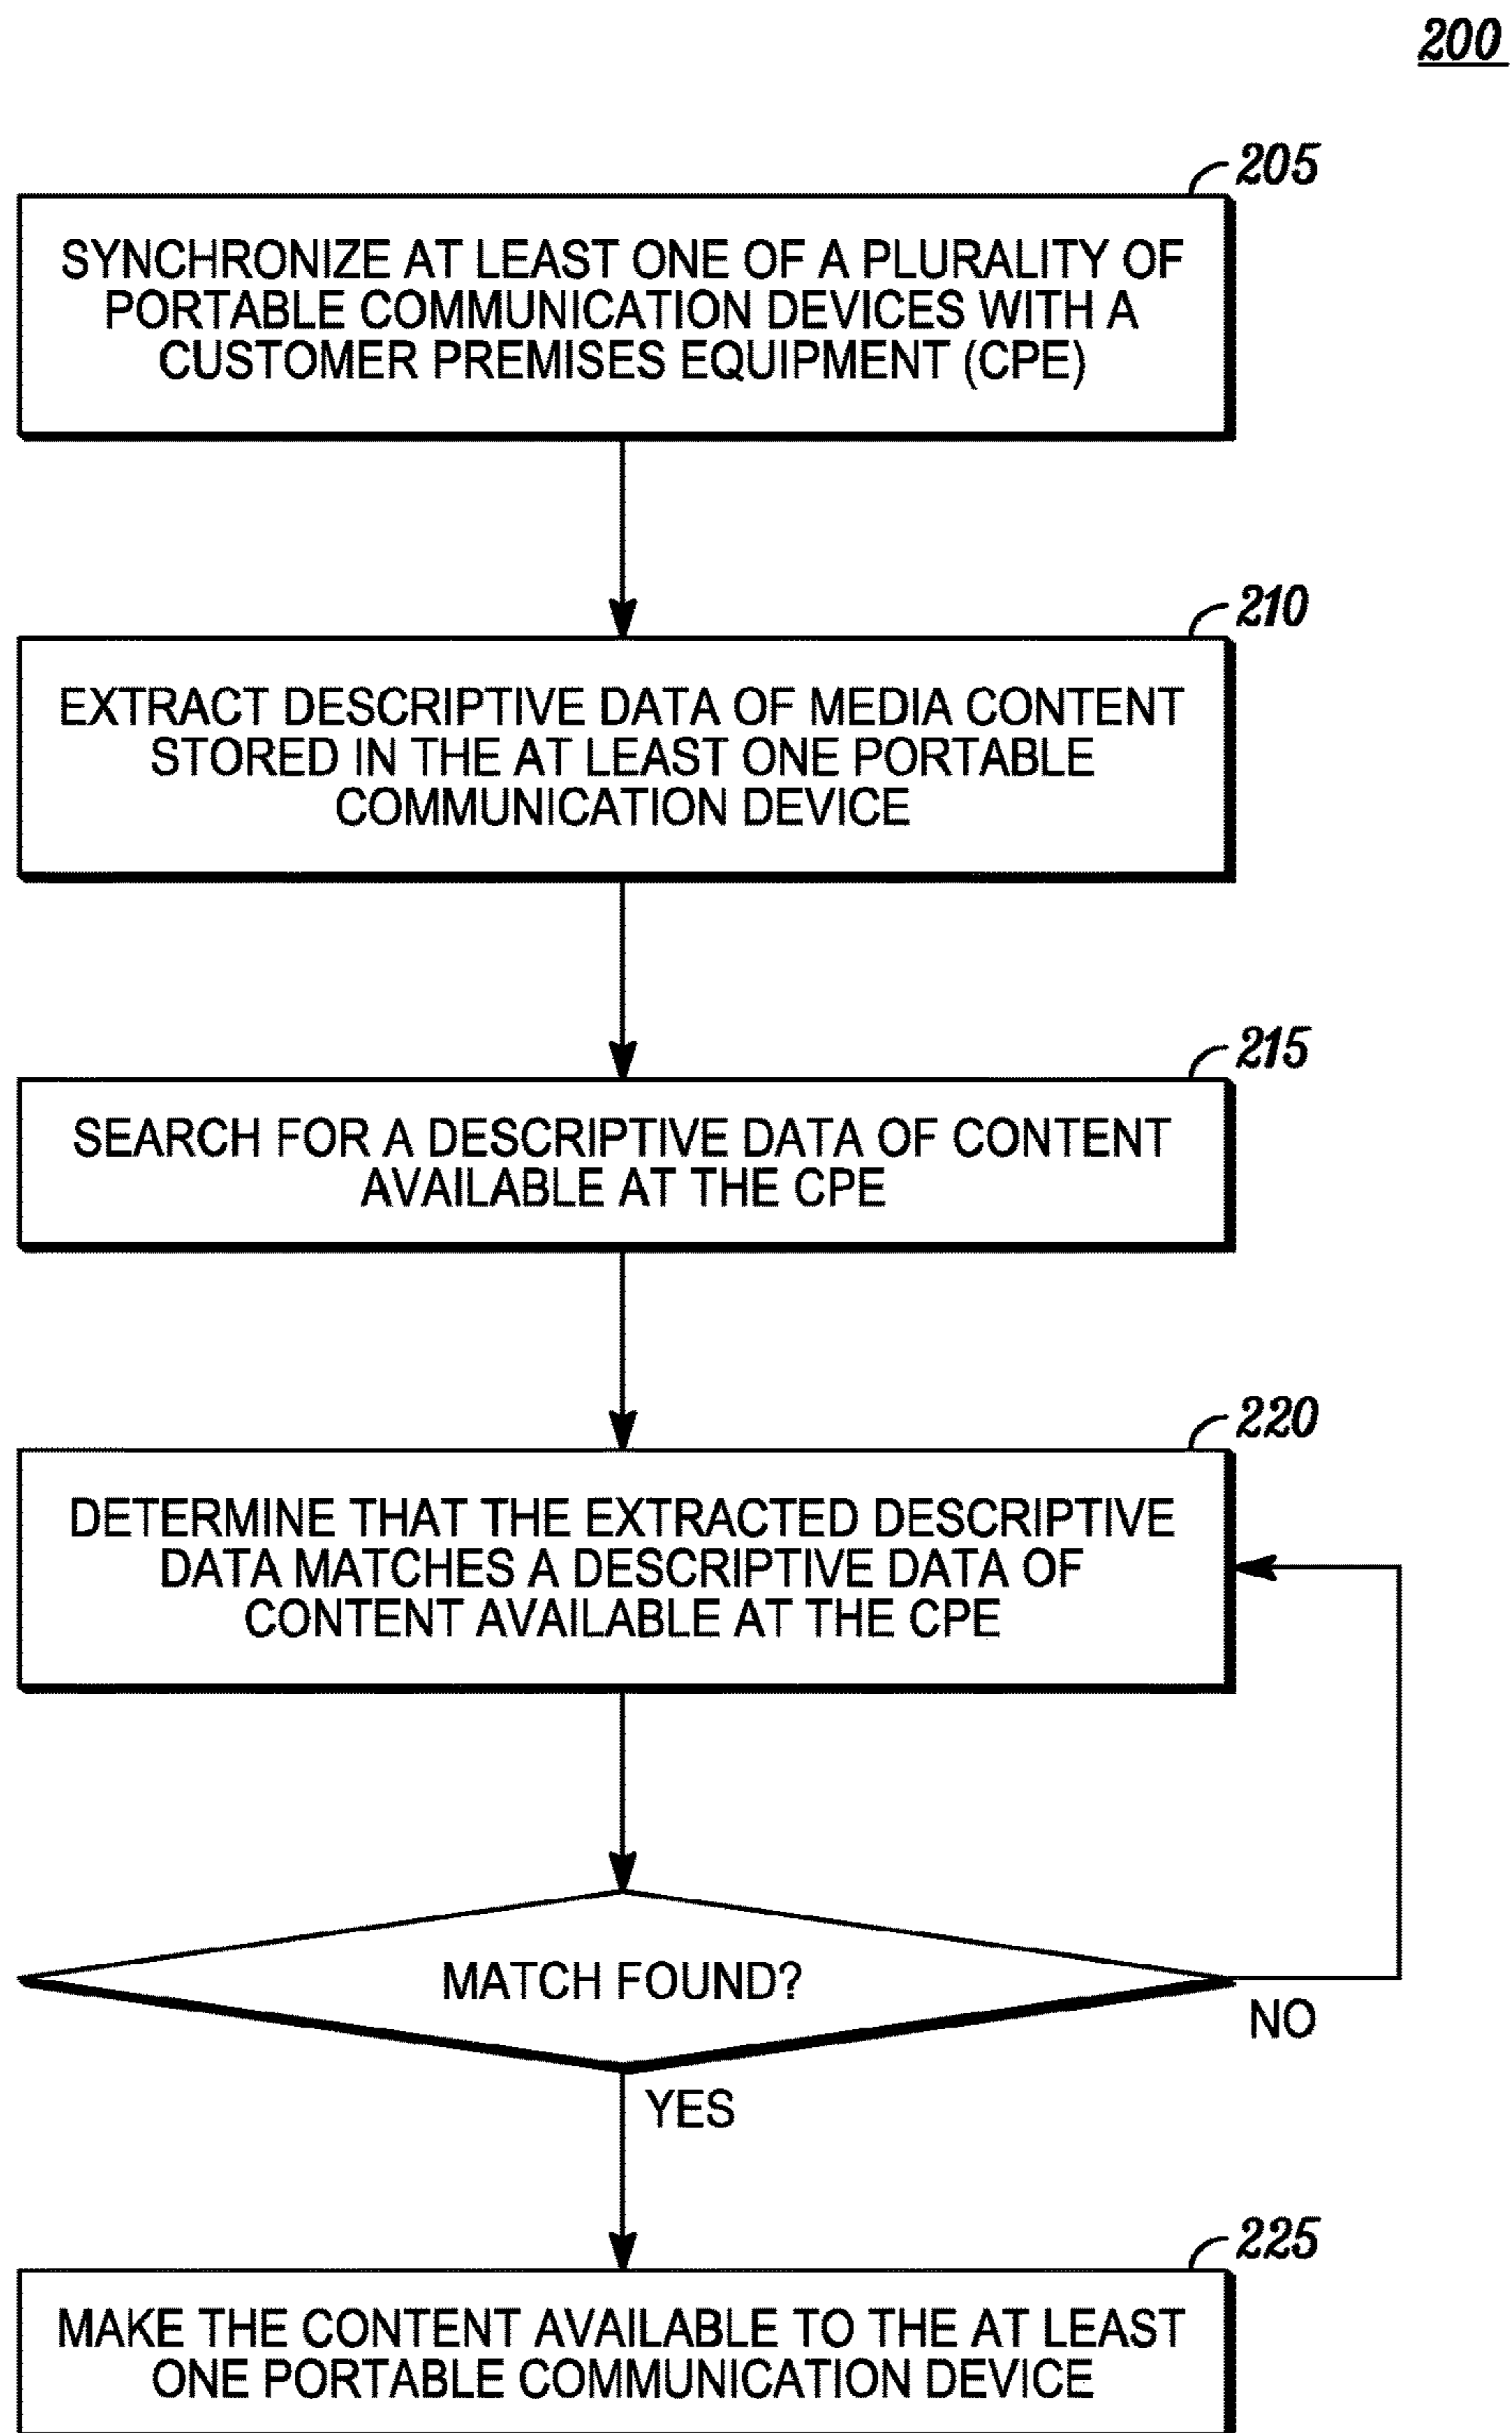 200
205
SYNCHRONIZE AT LEAST ONE OF A PLURALITY OF
PORTABLE COMMUNICATION DEVICES WITH A
CUSTOMER PREMISES EQUIPMENT (CPE)
210
EXTRACT DESCRIPTIVE DATA OF MEDIA CONTENT
STORED IN THE AT LEAST ONE PORTABLE
COMMUNICATION DEVICE
215
SEARCH FOR A DESCRIPTIVE DATA OF CONTENT
AVAILABLE AT THE CPE
220
DETERMINE THAT THE EXTRACTED DESCRIPTIVE
DATA MATCHES A DESCRIPTIVE DATA OF
CONTENT AVAILABLE AT THE CPE
MATCH FOUND?
NO
YES
225
MAKE THE CONTENT AVAILABLE TO THE AT LEAST
ONE PORTABLE COMMUNICATION DEVICE